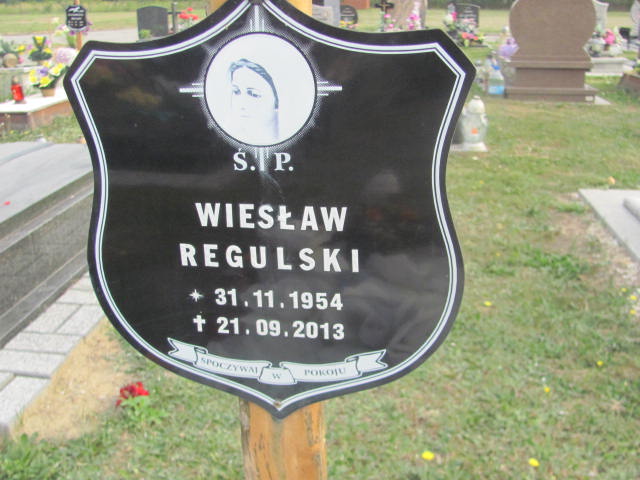 Ś. P.
WIESŁAW
REGULSKI
* 31.11.1954
✝ 21.09.2013
SPOCZYWAJ W POKOJU